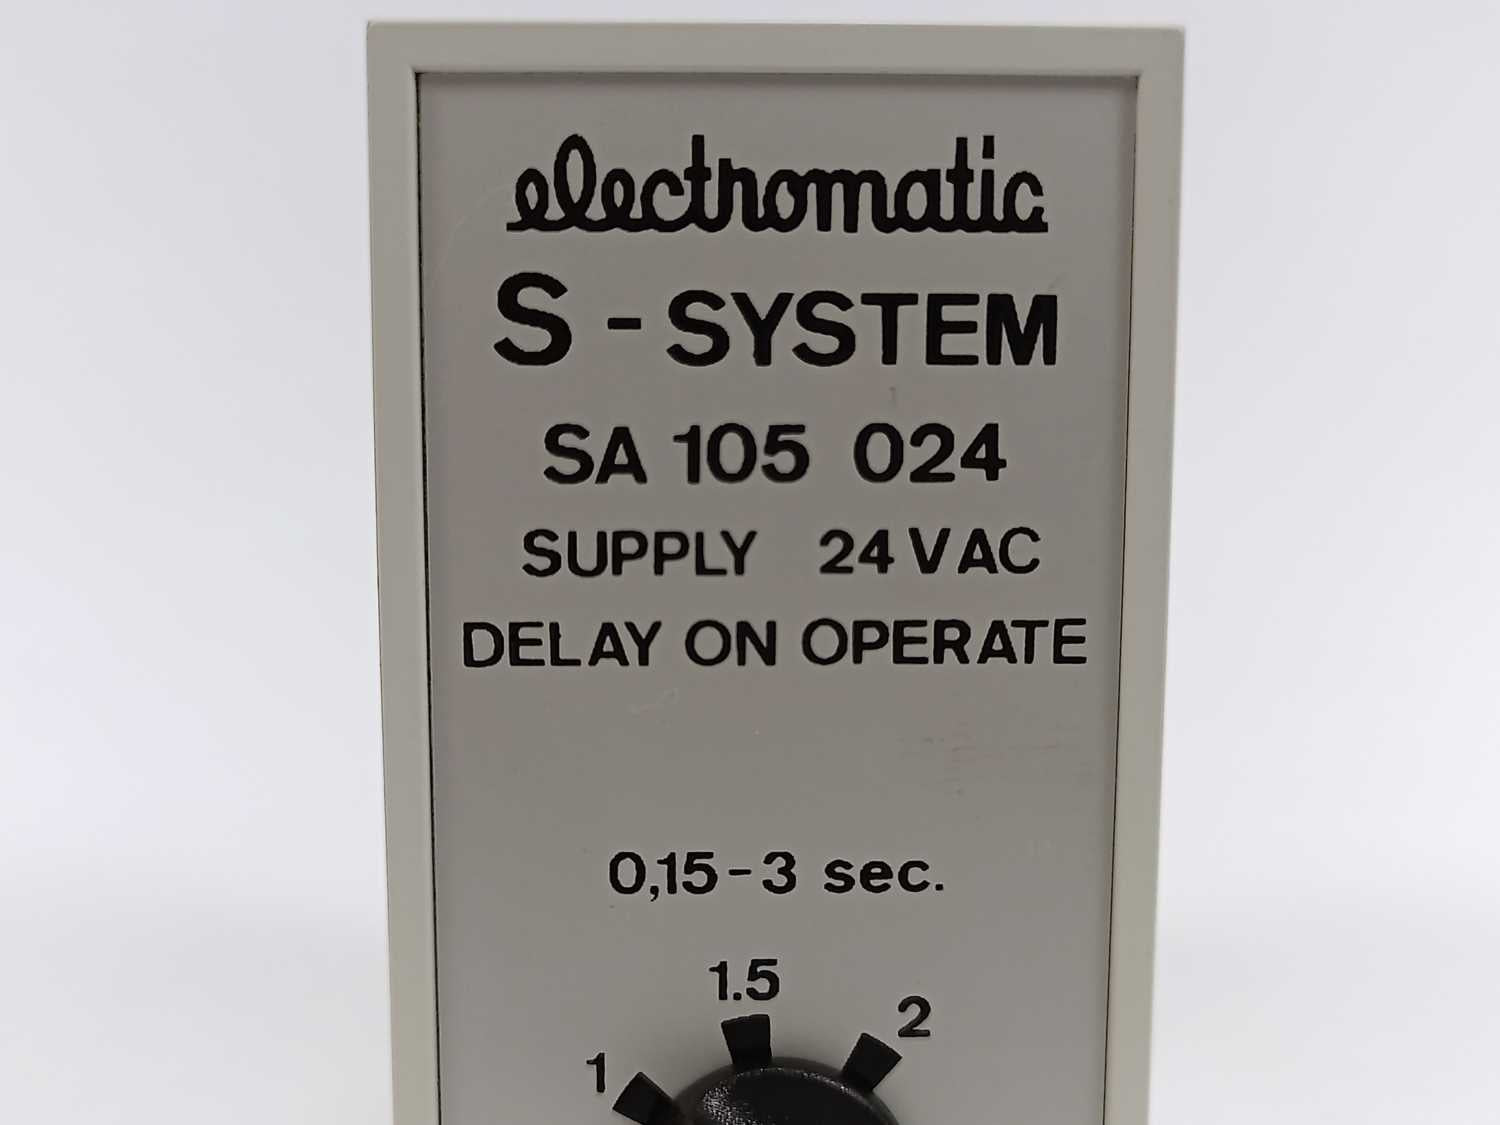 electromatic
S - SYSTEM
SA 105 024
SUPPLY 24 VAC
DELAY ON OPERATE
0,15-3 sec.
1.5
2
1